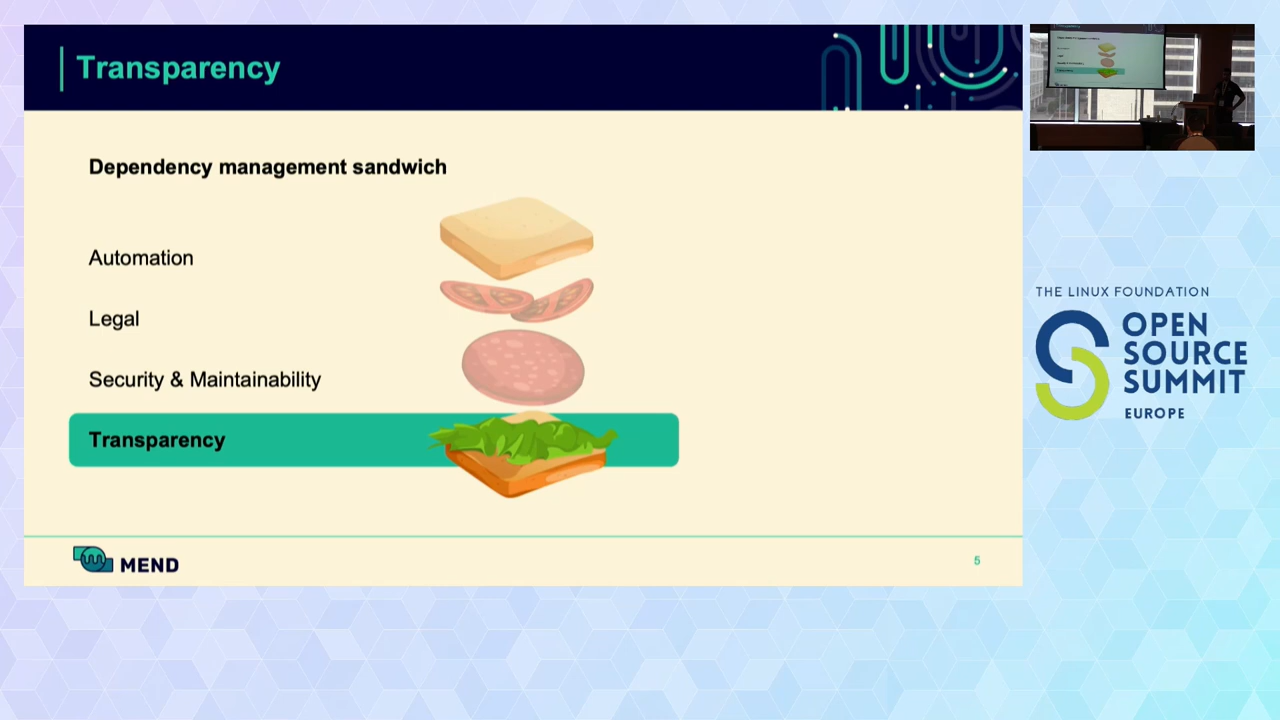 Transparency
Dependency management sandwich
Automation
Legal
Security & Maintainability
Transparency
MEND
5
THE LINUX FOUNDATION
OPEN
SOURCE
SUMMIT
EUROPE